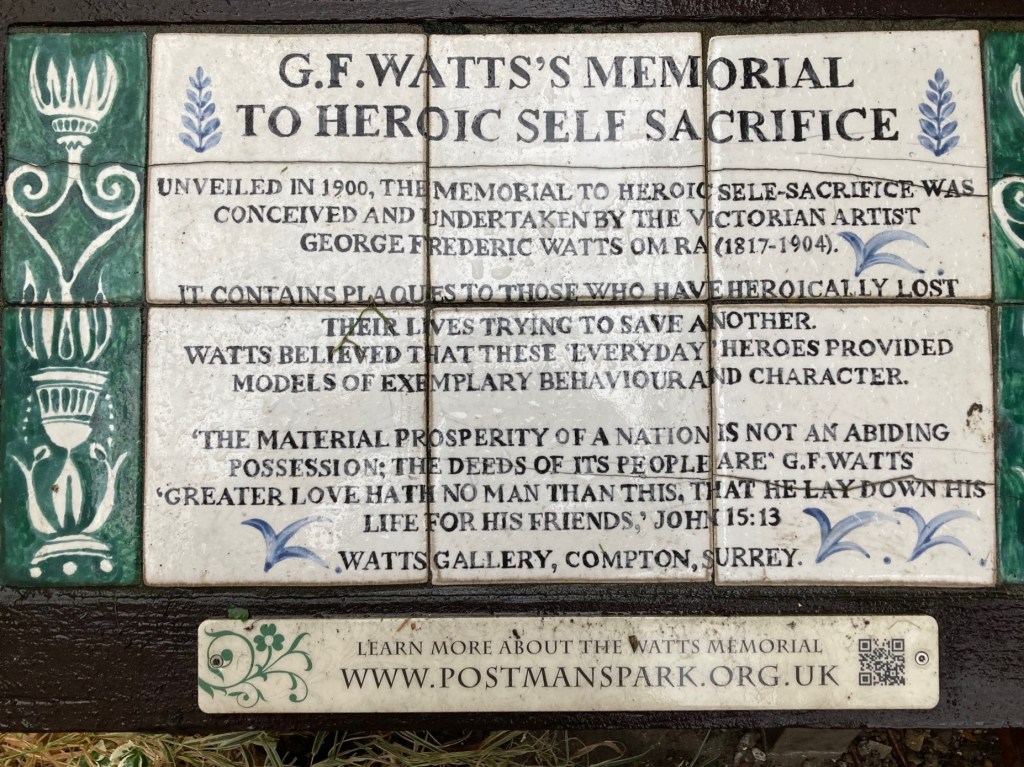 G.F.WATTS'S MEMORIAL
TO HEROIC SELF SACRIFICE
UNVEILED IN 1900, THE MEMORIAL TO HEROIC SELF-SACRIFICE WAS
CONCEIVED AND UNDERTAKEN BY THE VICTORIAN ARTIST
GEORGE FREDERIC WATTS OM RA (1817-1904).
IT CONTAINS PLAQUES TO THOSE WHO HAVE HEROICALLY LOST
THEIR LIVES TRYING TO SAVE ANOTHER.
WATTS BELIEVED THAT THESE 'EVERYDAY' HEROES PROVIDED
MODELS OF EXEMPLARY BEHAVIOUR AND CHARACTER.
'THE MATERIAL PROSPERITY OF A NATION IS NOT AN ABIDING
POSSESSION; THE DEEDS OF ITS PEOPLE ARE' G.F.WATTS
'GREATER LOVE HATH NO MAN THAN THIS, THAT HE LAY DOWN HIS
LIFE FOR HIS FRIENDS,' JOHN 15:13
WATTS GALLERY, COMPTON, SURREY.
LEARN MORE ABOUT THE WATTS MEMORIAL
WWW.POSTMANSPARK.ORG.UK